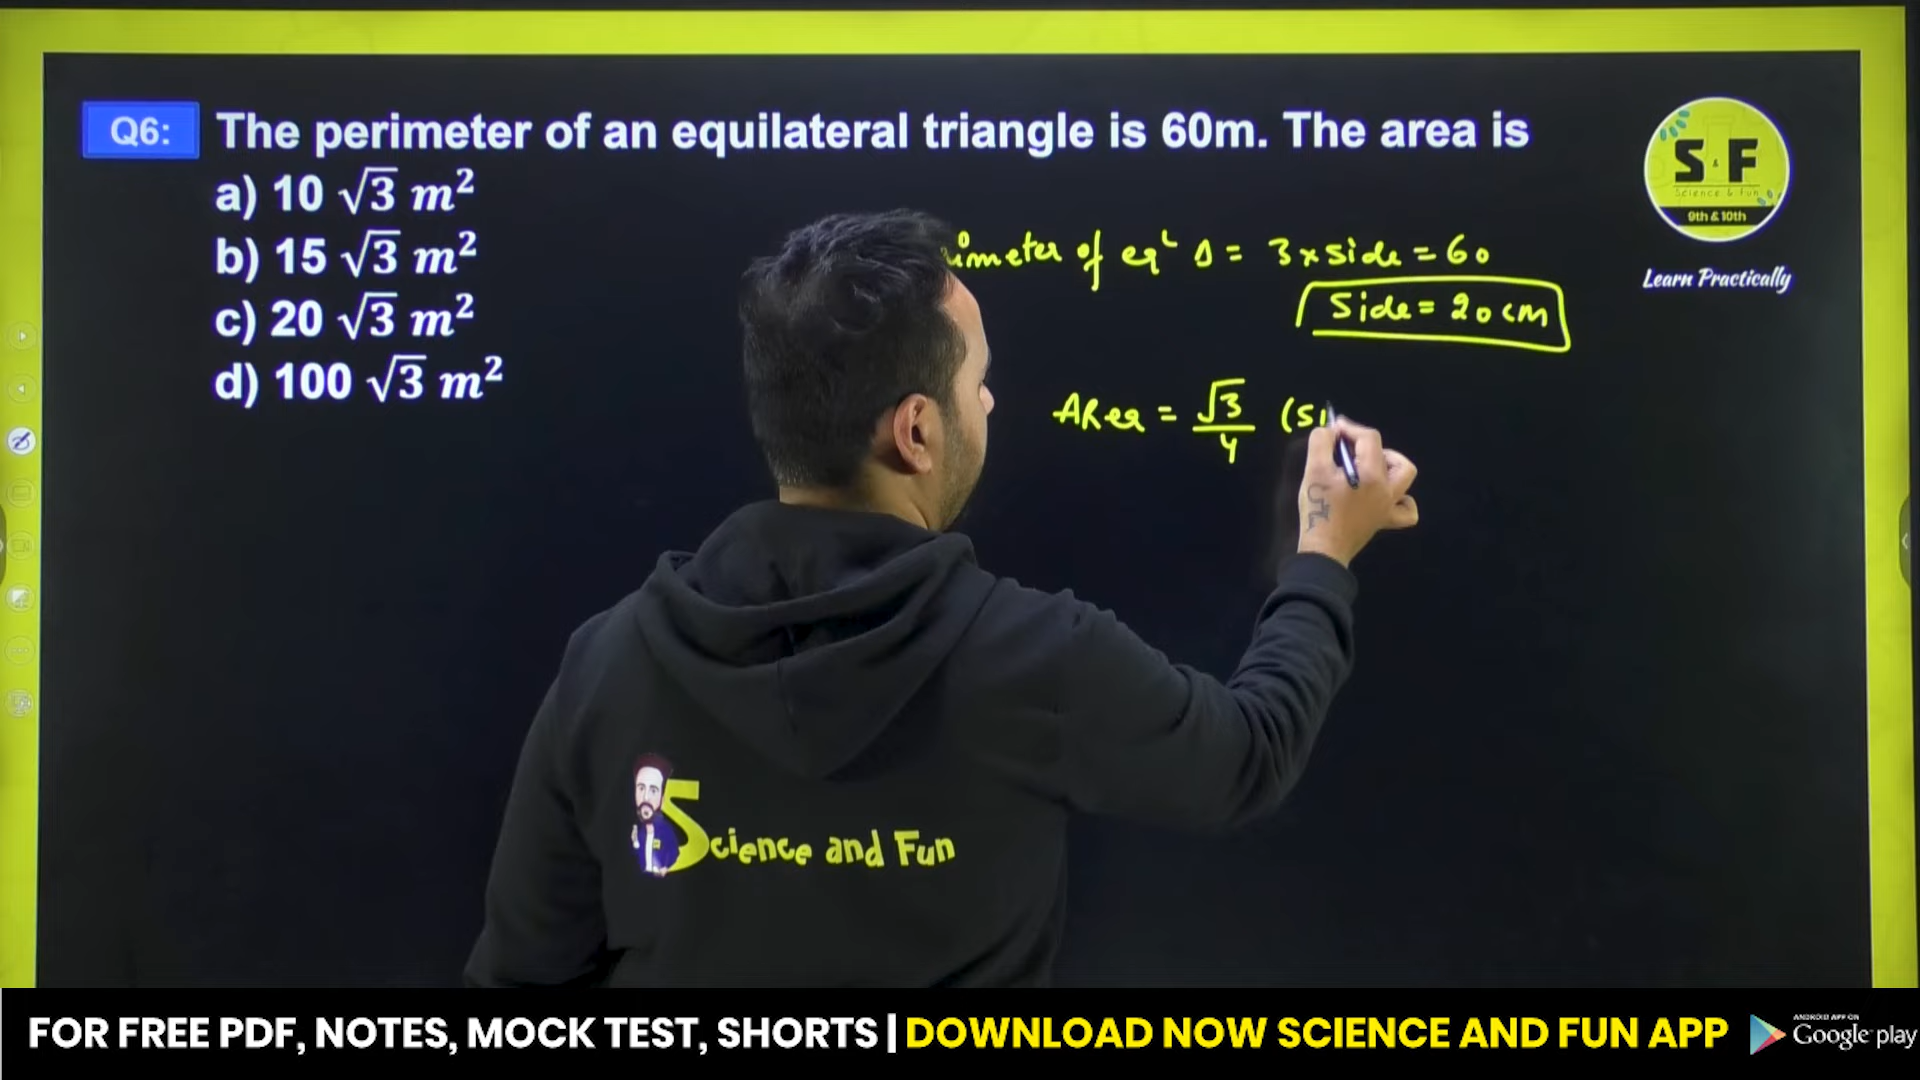 Q6: The perimeter of an equilateral triangle is 60m. The area is
a) 10 √3 m²
b) 15 √3 m²
c) 20 √3 m²
d) 100 √3 m²
S & F
Science & Fun
9th & 10th
Learn Practically
imeter of eqˡ Δ = 3 x side = 60
Side = 20 cm
Area = √3/4 (Si
Science and Fun
FOR FREE PDF, NOTES, MOCK TEST, SHORTS | DOWNLOAD NOW SCIENCE AND FUN APP
ANDROID APP ON
Google play